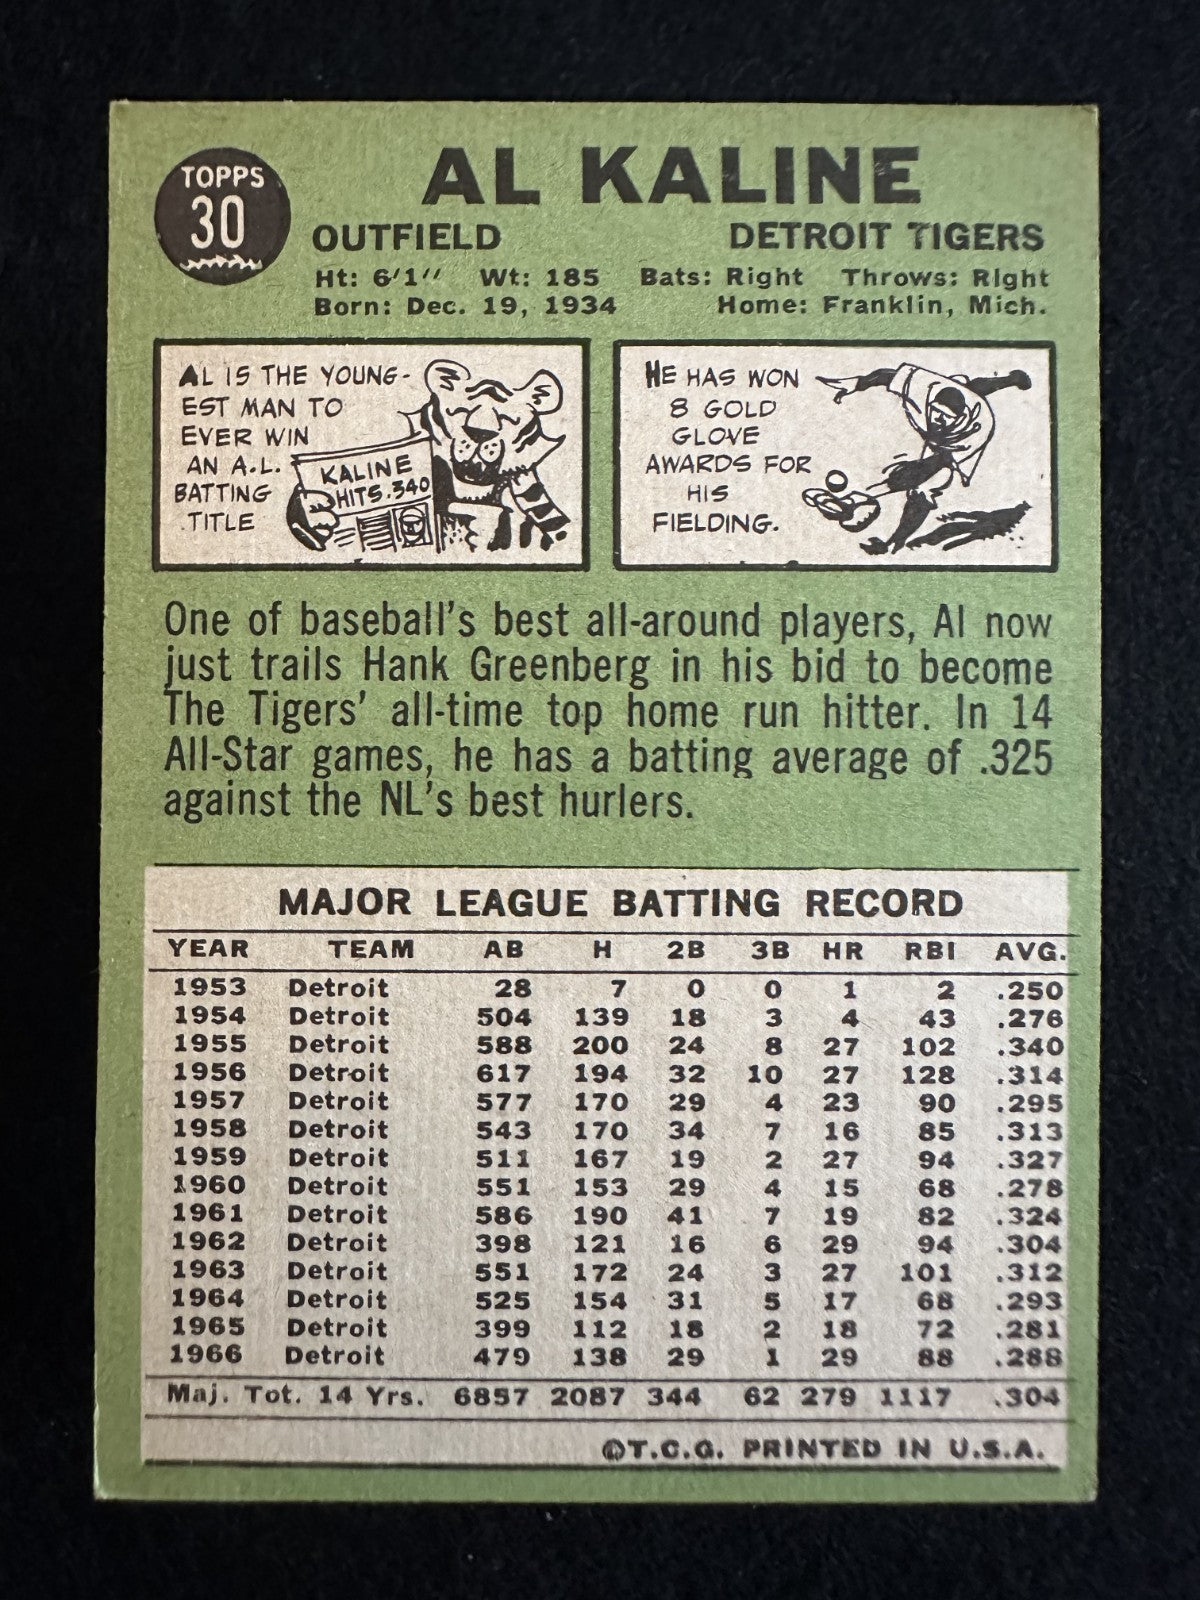 TOPPS
30
AL KALINE
OUTFIELD DETROIT TIGERS
Ht: 6'1" Wt: 185 Bats: Right Throws: Right
Born: Dec. 19, 1934 Home: Franklin, Mich.
AL IS THE YOUNG-
EST MAN TO
EVER WIN
AN A.L.
BATTING
TITLE
KALINE
HITS .340
HE HAS WON
8 GOLD
GLOVE
AWARDS FOR
HIS
FIELDING.
One of baseball's best all-around players, Al now
just trails Hank Greenberg in his bid to become
The Tigers' all-time top home run hitter. In 14
All-Star games, he has a batting average of .325
against the NL's best hurlers.
MAJOR LEAGUE BATTING RECORD
YEAR TEAM AB H 2B 3B HR RBI AVG.
1953 Detroit 28 7 0 0 1 2 .250
1954 Detroit 504 139 18 3 4 43 .276
1955 Detroit 588 200 24 8 27 102 .340
1956 Detroit 617 194 32 10 27 128 .314
1957 Detroit 577 170 29 4 23 90 .295
1958 Detroit 543 170 34 7 16 85 .313
1959 Detroit 511 167 19 2 27 94 .327
1960 Detroit 551 153 29 4 15 68 .278
1961 Detroit 586 190 41 7 19 82 .324
1962 Detroit 398 121 16 6 29 94 .304
1963 Detroit 551 172 24 3 27 101 .312
1964 Detroit 525 154 31 5 17 68 .293
1965 Detroit 399 112 18 2 18 72 .281
1966 Detroit 479 138 29 1 29 88 .288
Maj. Tot. 14 Yrs. 6857 2087 344 62 279 1117 .304
©T.C.G. PRINTED IN U.S.A.